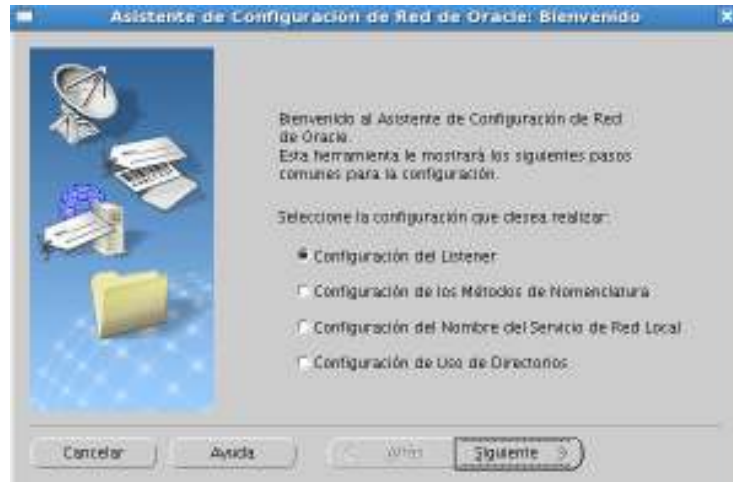 Asistente de Configuración de Red de Oracle: Bienvenido
Bienvenido al Asistente de Configuración de Red
de Oracle.
Esta herramienta le mostrará los siguientes pasos
comunes para la configuración.
Seleccione la configuración que desea realizar:
Configuración del Listener
Configuración de los Métodos de Nomenclatura
Configuración del Nombre del Servicio de Red Local
Configuración de Uso de Directorios
Cancelar
Ayuda
Atrás
Siguiente